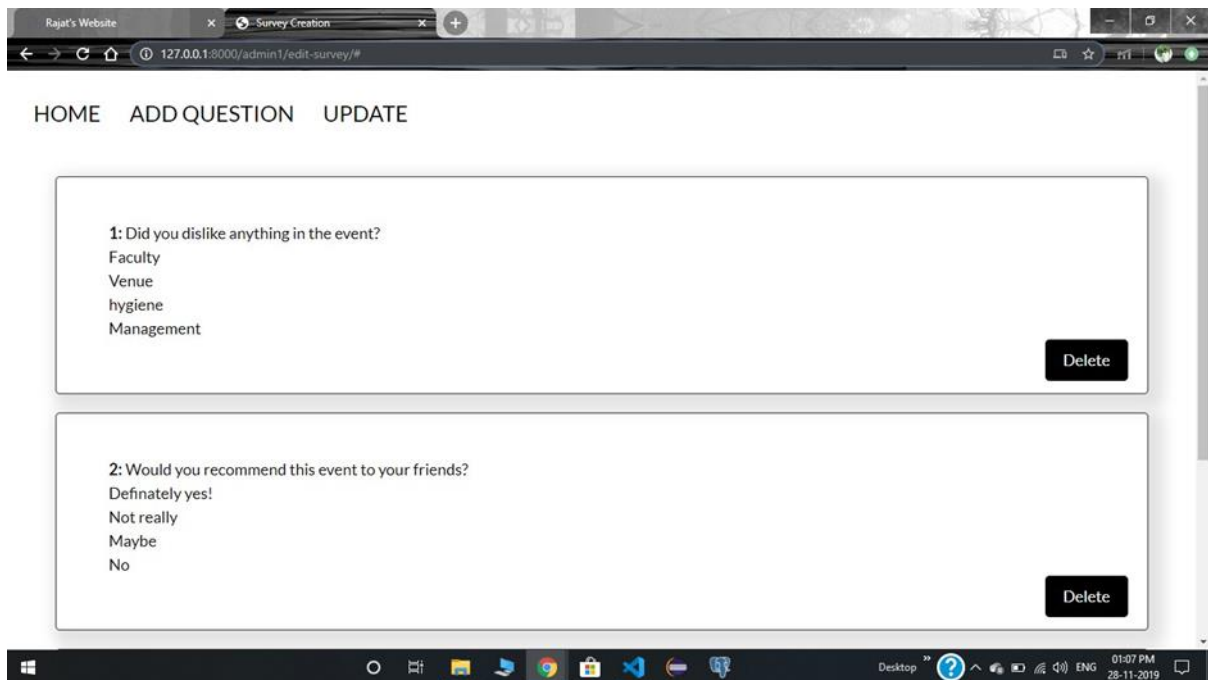 Rajat's Website
Survey Creation
127.0.0.1:8000/admin1/edit-survey/#
HOME ADD QUESTION UPDATE
1: Did you dislike anything in the event?
Faculty
Venue
hygiene
Management
Delete
2: Would you recommend this event to your friends?
Definately yes!
Not really
Maybe
No
Delete
Desktop
ENG
01:07 PM
28-11-2019